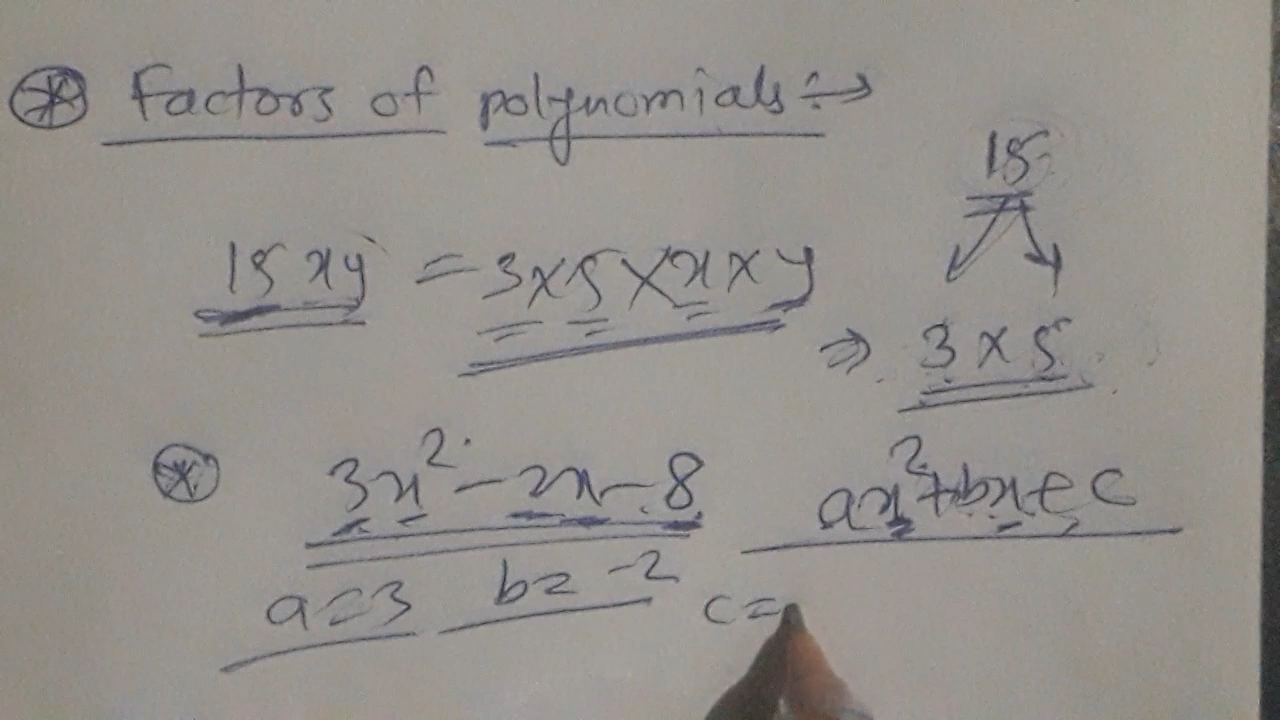 Factors of polynomials :→
15
15xy = 3×5×x×y
⇒ 3×5
3x²-2x-8
ax²+bx+c
a=3 b=-2 c=